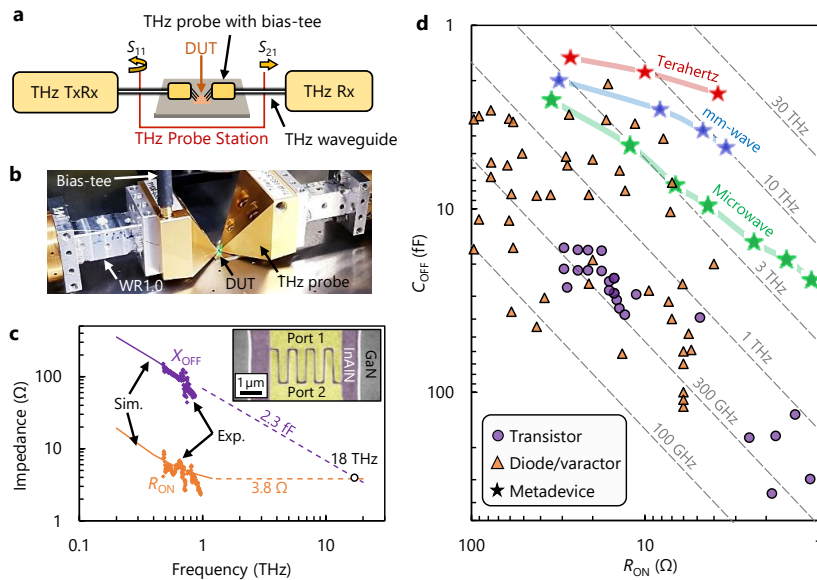 a
THz probe with bias-tee
S11
DUT
S21
THz TxRx
THz Rx
THz Probe Station
THz waveguide
b
Bias-tee
WR1.0
DUT
THz probe
c
Impedance (Ω)
100
10
1
0.1
1
10
Frequency (THz)
XOFF
Sim.
Exp.
RON
2.3 fF
3.8 Ω
18 THz
Port 1
Port 2
1 µm
InAlN
GaN
d
COFF (fF)
1
10
100
100
10
1
RON (Ω)
Terahertz
mm-wave
Microwave
30 THz
10 THz
3 THz
1 THz
300 GHz
100 GHz
Transistor
Diode/varactor
Metadevice